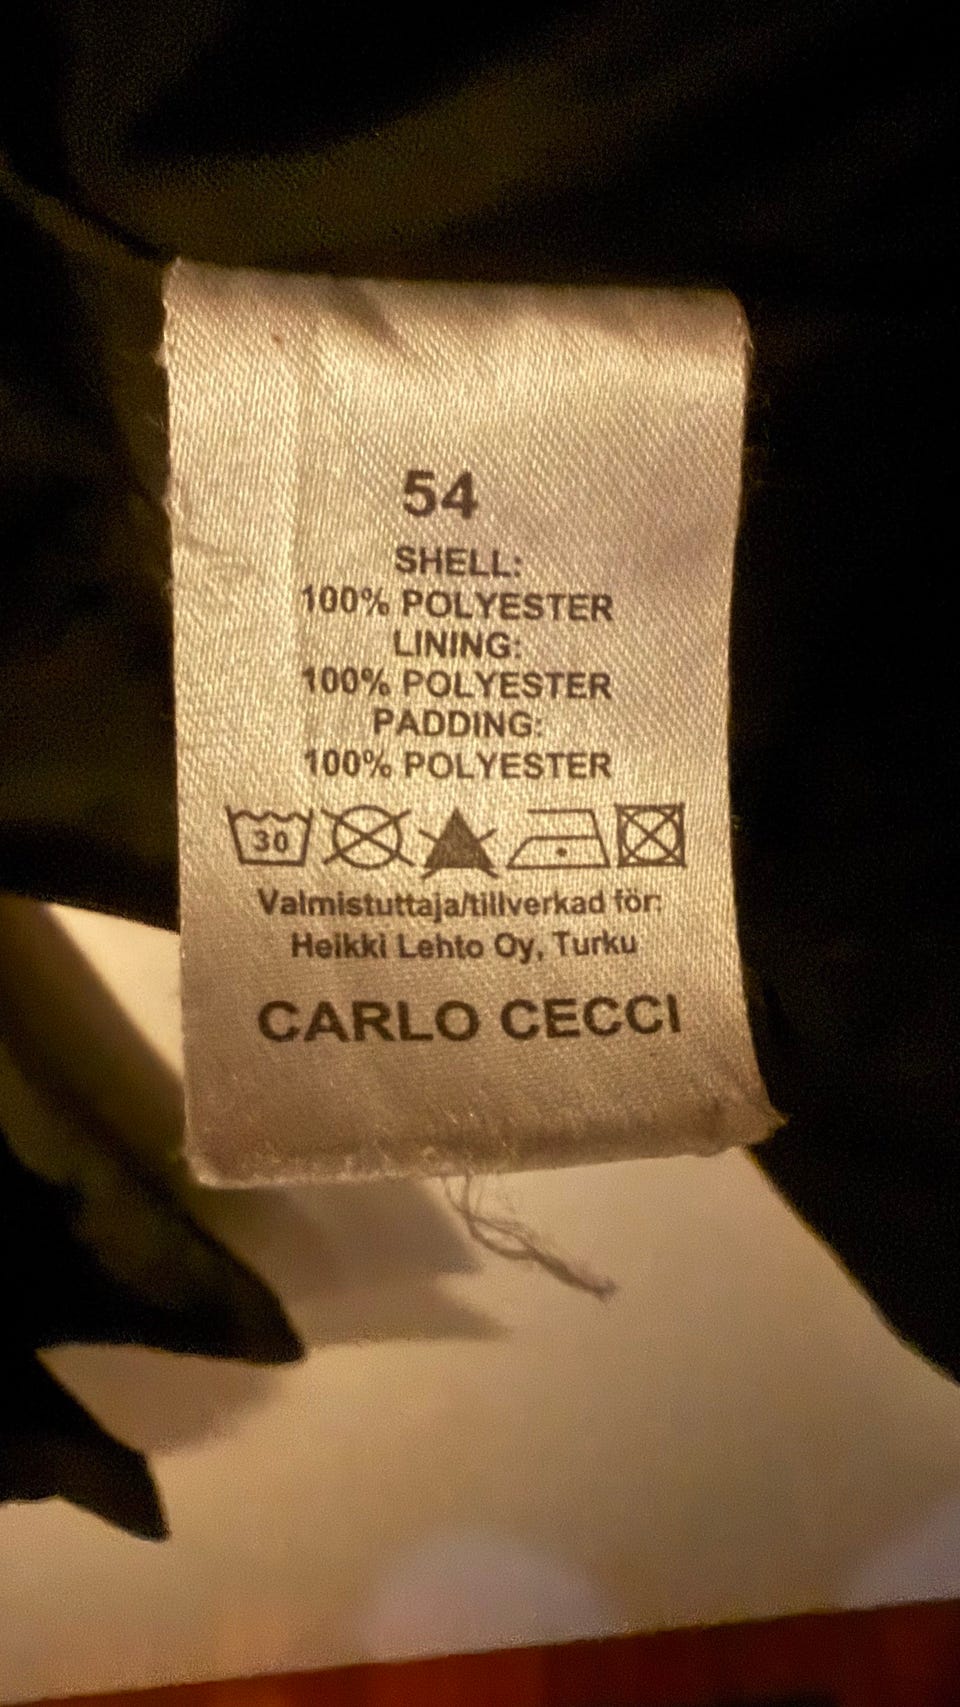 54
SHELL:
100% POLYESTER
LINING:
100% POLYESTER
PADDING:
100% POLYESTER
30
Valmistuttaja/tillverkad för:
Heikki Lehto Oy, Turku
CARLO CECCI